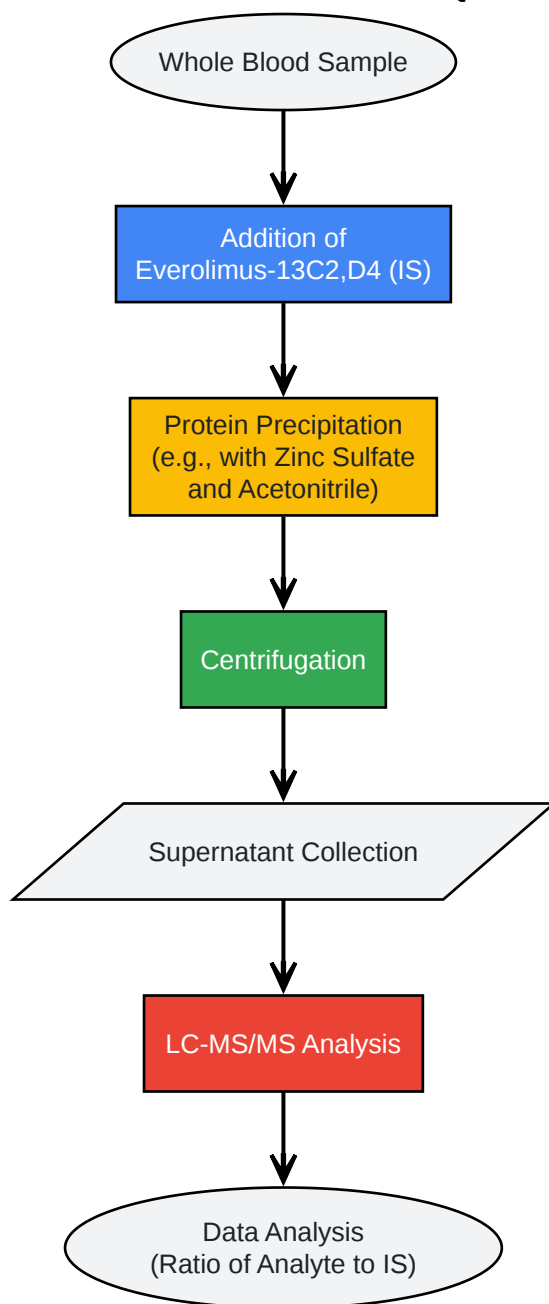 Whole Blood Sample
Addition of
Everolimus-13C2,D4 (IS)
Protein Precipitation
(e.g., with Zinc Sulfate
and Acetonitrile)
Centrifugation
Supernatant Collection
LC-MS/MS Analysis
Data Analysis
(Ratio of Analyte to IS)